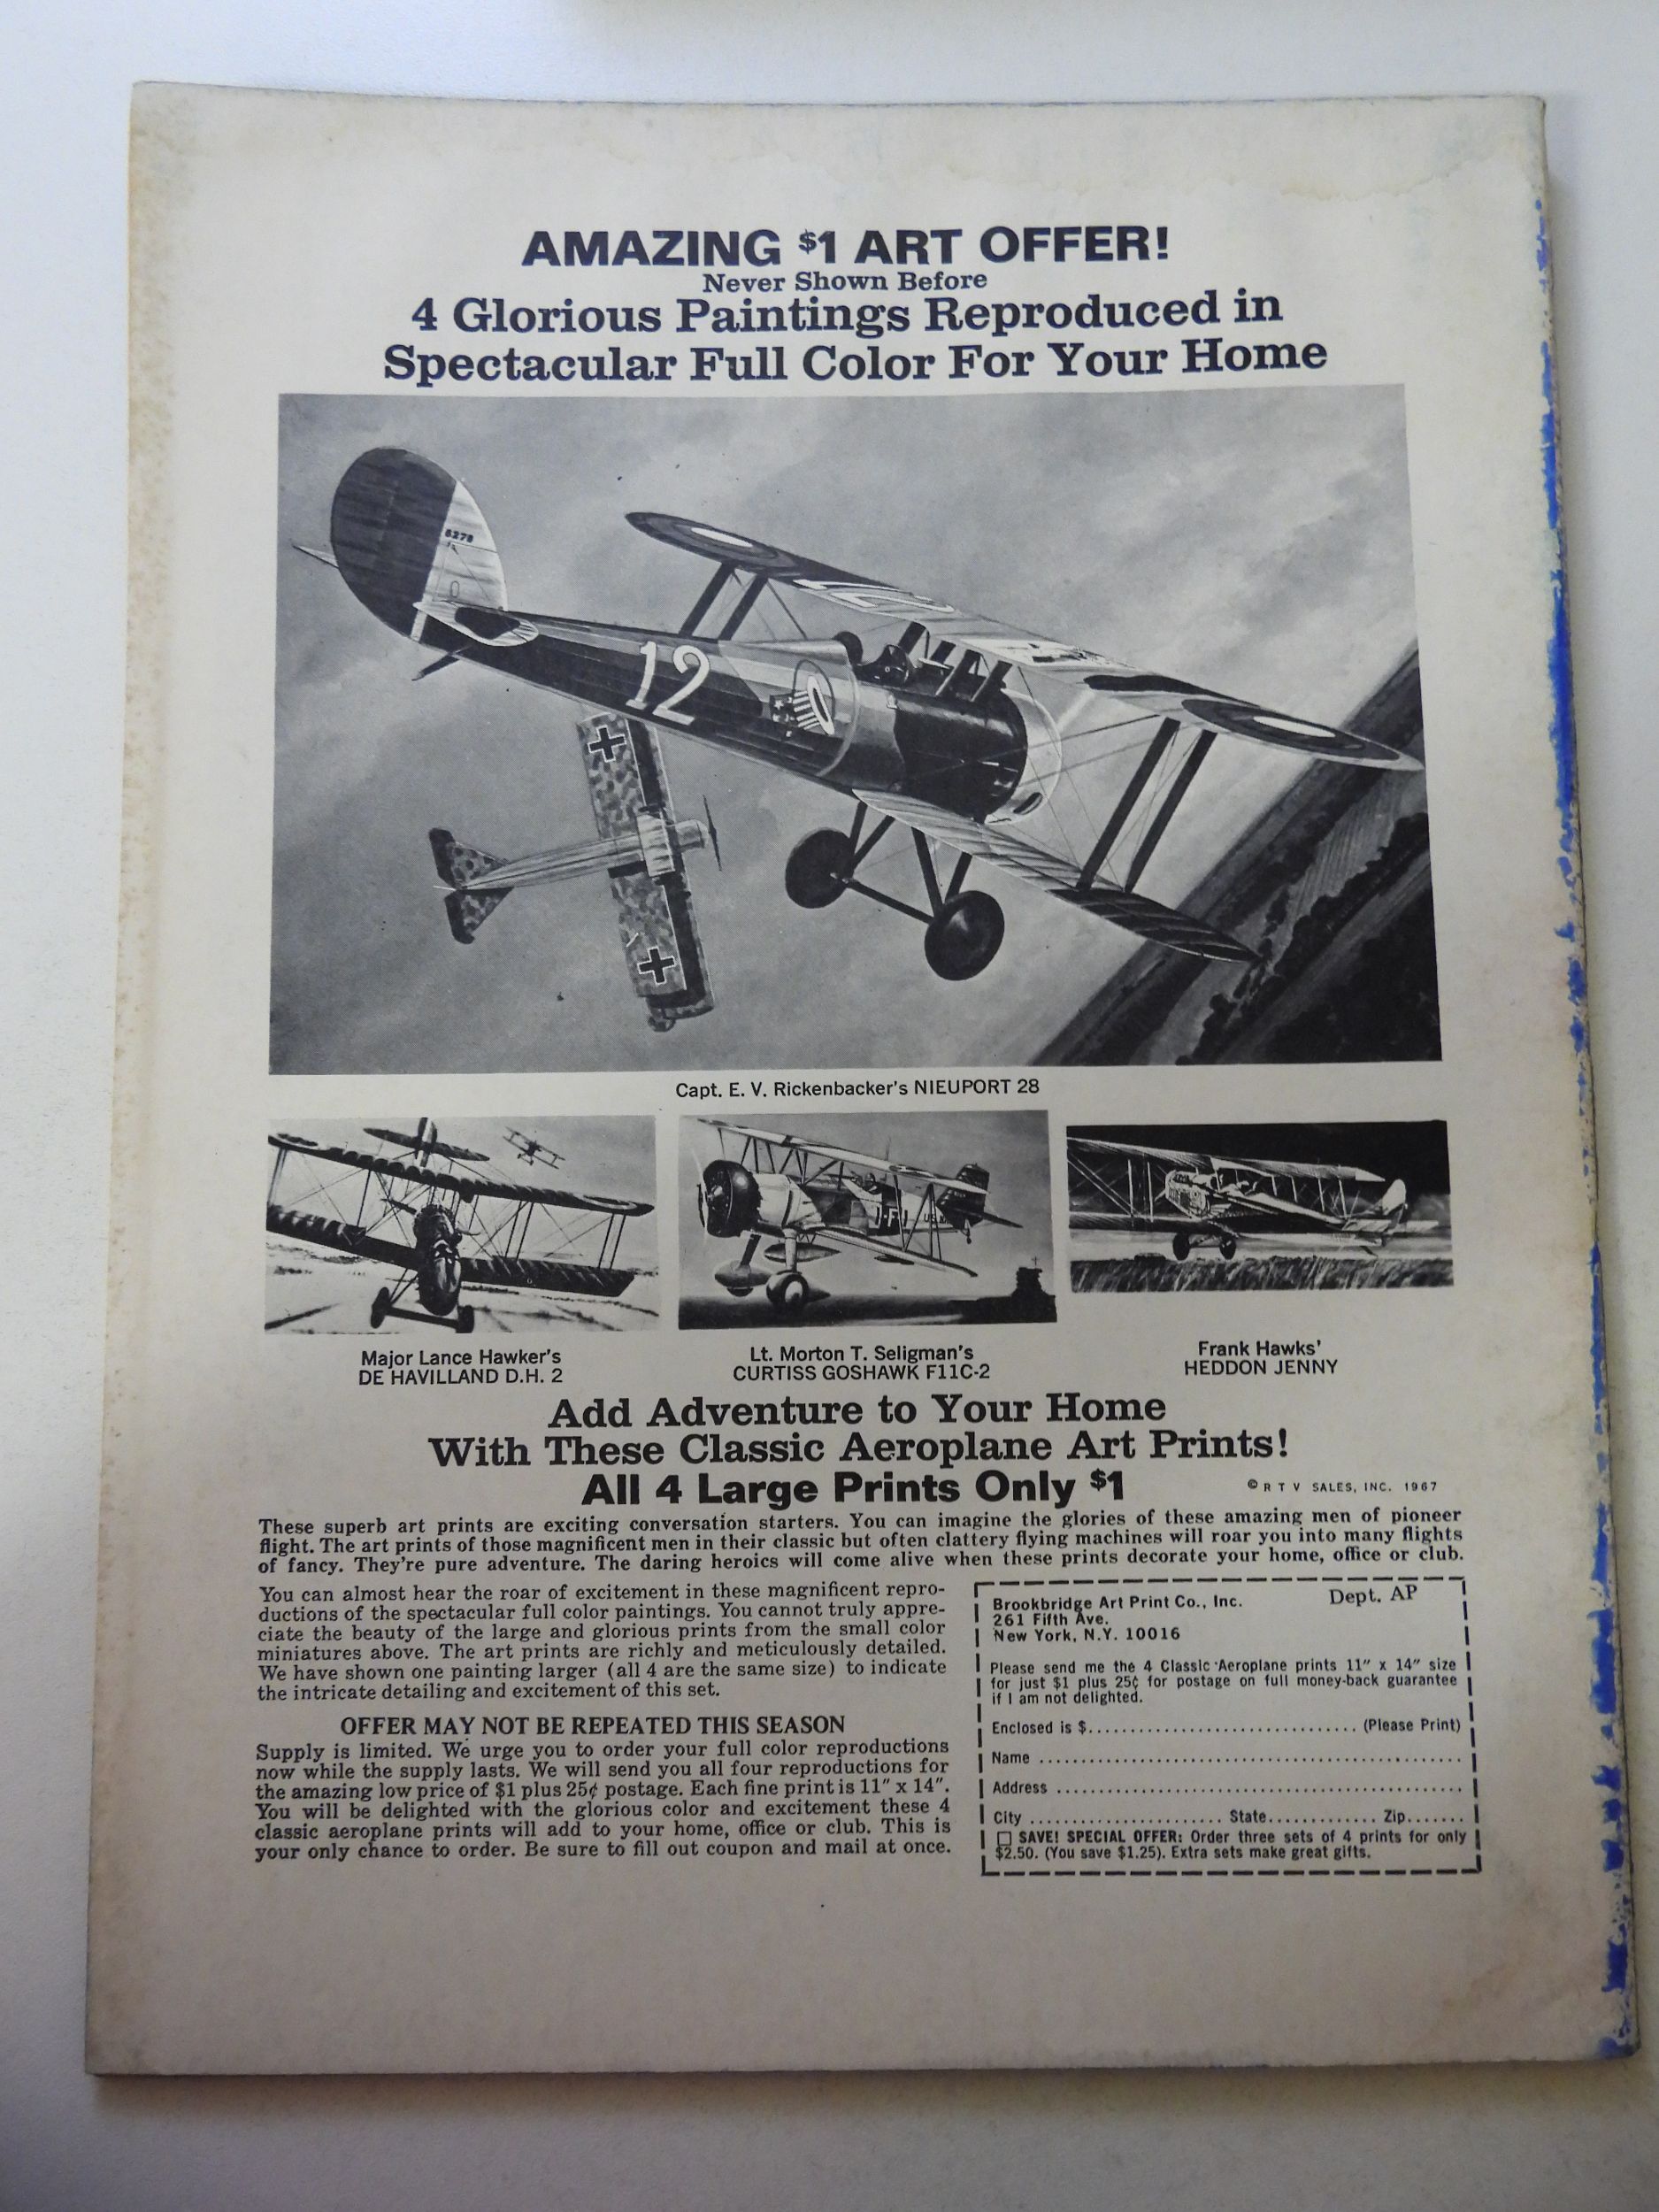 AMAZING $1 ART OFFER!
Never Shown Before
4 Glorious Paintings Reproduced in
Spectacular Full Color For Your Home
6278
12
12
Capt. E. V. Rickenbacker's NIEUPORT 28
Major Lance Hawker's
DE HAVILLAND D.H. 2
Lt. Morton T. Seligman's
CURTISS GOSHAWK F11C-2
Frank Hawks'
HEDDON JENNY
Add Adventure to Your Home
With These Classic Aeroplane Art Prints!
All 4 Large Prints Only $1
© R T V SALES, INC. 1967
These superb art prints are exciting conversation starters. You can imagine the glories of these amazing men of pioneer
flight. The art prints of those magnificent men in their classic but often clattery flying machines will roar you into many flights
of fancy. They're pure adventure. The daring heroics will come alive when these prints decorate your home, office or club.
You can almost hear the roar of excitement in these magnificent repro-
ductions of the spectacular full color paintings. You cannot truly appre-
ciate the beauty of the large and glorious prints from the small color
miniatures above. The art prints are richly and meticulously detailed.
We have shown one painting larger (all 4 are the same size) to indicate
the intricate detailing and excitement of this set.
OFFER MAY NOT BE REPEATED THIS SEASON
Supply is limited. We urge you to order your full color reproductions
now while the supply lasts. We will send you all four reproductions for
the amazing low price of $1 plus 25¢ postage. Each fine print is 11″ x 14″.
You will be delighted with the glorious color and excitement these 4
classic aeroplane prints will add to your home, office or club. This is
your only chance to order. Be sure to fill out coupon and mail at once.
Brookbridge Art Print Co., Inc. Dept. AP
261 Fifth Ave.
New York, N.Y. 10016
Please send me the 4 Classic Aeroplane prints 11″ x 14″ size
for just $1 plus 25¢ for postage on full money-back guarantee
if I am not delighted.
Enclosed is $................................ (Please Print)
Name ..................................................
Address ................................................
City ....................... State............. Zip.......
SAVE! SPECIAL OFFER: Order three sets of 4 prints for only
$2.50. (You save $1.25). Extra sets make great gifts.